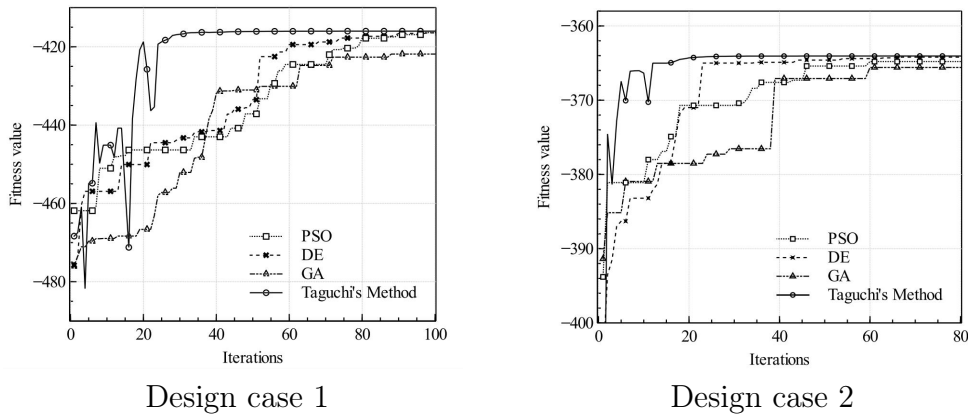 −420
−440
−460
−480
Fitness value
0
20
40
60
80
100
Iterations
PSO
DE
GA
Taguchi's Method
Design case 1
−360
−370
−380
−390
−400
Fitness value
0
20
40
60
80
Iterations
PSO
DE
GA
Taguchi's Method
Design case 2